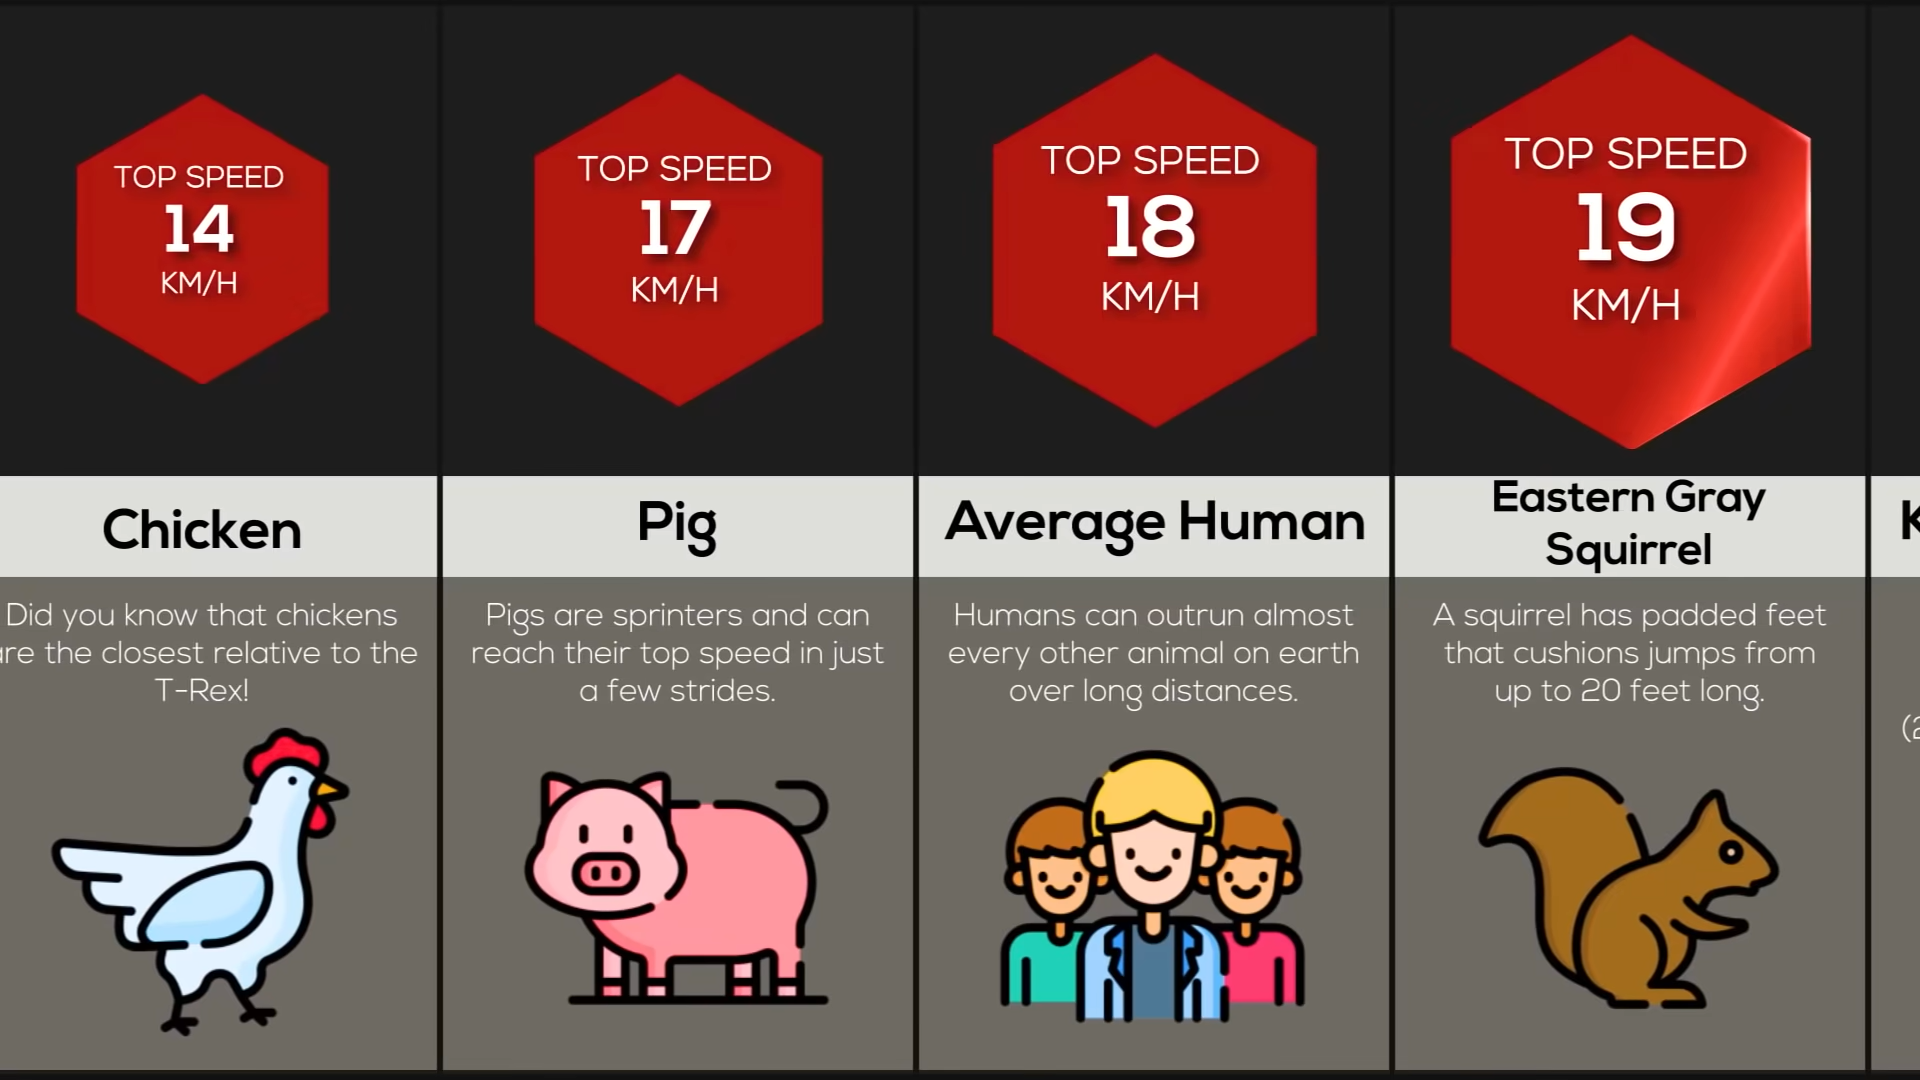 TOP SPEED
14
KM/H
Chicken
Did you know that chickens
are the closest relative to the
T-Rex!
TOP SPEED
17
KM/H
Pig
Pigs are sprinters and can
reach their top speed in just
a few strides.
TOP SPEED
18
KM/H
Average Human
Humans can outrun almost
every other animal on earth
over long distances.
TOP SPEED
19
KM/H
Eastern Gray
Squirrel
A squirrel has padded feet
that cushions jumps from
up to 20 feet long.